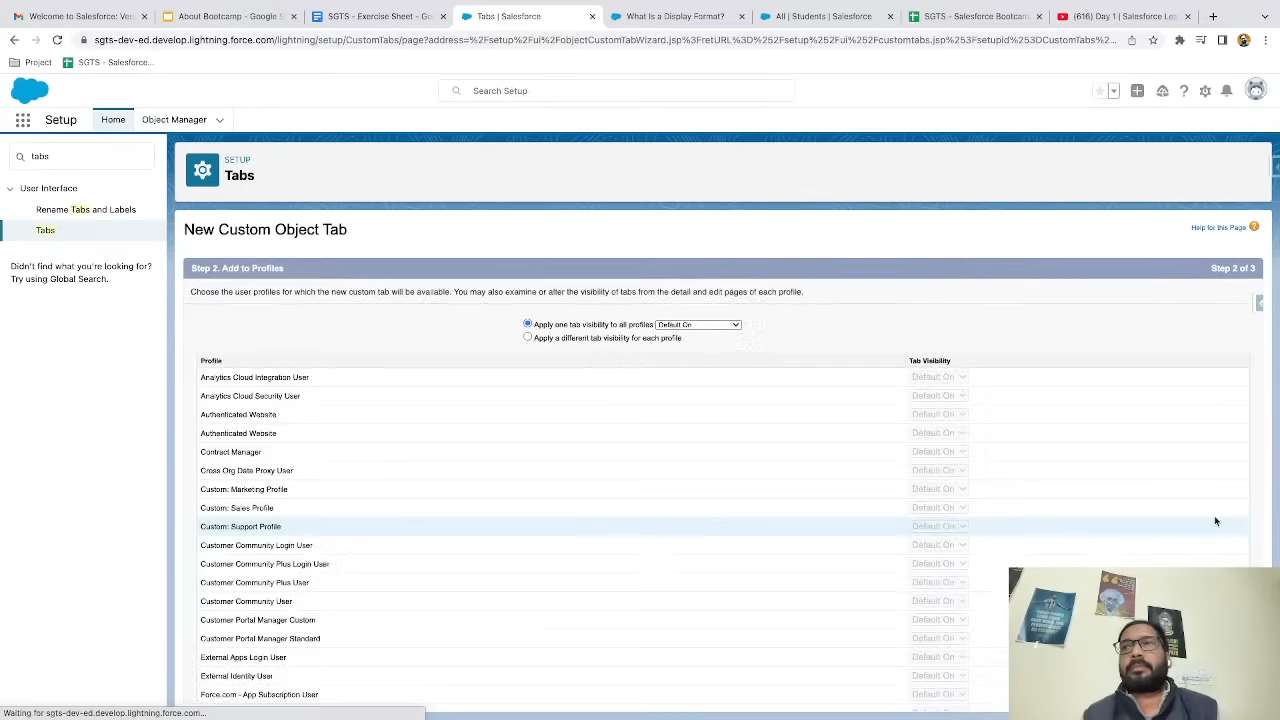 Salesforce: Ver
About Bootcamp - Google S
SGTS - Exercise Sheet - G
Tabs | Salesforce
What Is a Display Format?
All | Students | Salesforce
SGTS - Salesforce Bootcam
(616) Day 1 | Salesforce Lea
sgts-dev-ed.develop.lightning.force.com/lightning/setup/CustomTabs/page?address=%2Fsetup%2Fui%2FobjectCustomTabWizard.jsp%3FretURL%3D%252Fsetup%252Fui%252Fcustomtabs.jsp%253Fsetupid%253DCustomTabs%2...
Project
SGTS - Salesforce...
Search Setup
Setup
Home
Object Manager
tabs
User Interface
Rename Tabs and Labels
Tabs
Didn't find what you're looking for?
Try using Global Search.
SETUP
Tabs
New Custom Object Tab
Help for this Page
Step 2. Add to Profiles
Step 2 of 3
Choose the user profiles for which the new custom tab will be available. You may also examine or alter the visibility of tabs from the detail and edit pages of each profile.
Apply one tab visibility to all profiles Default On
Apply a different tab visibility for each profile
Profile Tab Visibility
Analytics Cloud Integration User Default On
Analytics Cloud Security User Default On
Authenticated Website Default On
Authenticated Website Default On
Contract Manager Default On
Cross Org Data Proxy User Default On
Custom: Marketing Profile Default On
Custom: Sales Profile Default On
Custom: Support Profile Default On
Customer Community Login User Default On
Customer Community Plus Login User Default On
Customer Community Plus User Default On
Customer Community User Default On
Customer Portal Manager Custom Default On
Customer Portal Manager Standard Default On
External Apps Login User Default On
External Identity User Default On
Force.com - App Subscription User Default On
Waiting for sgts-dev-ed.develop.lightning.force.com...